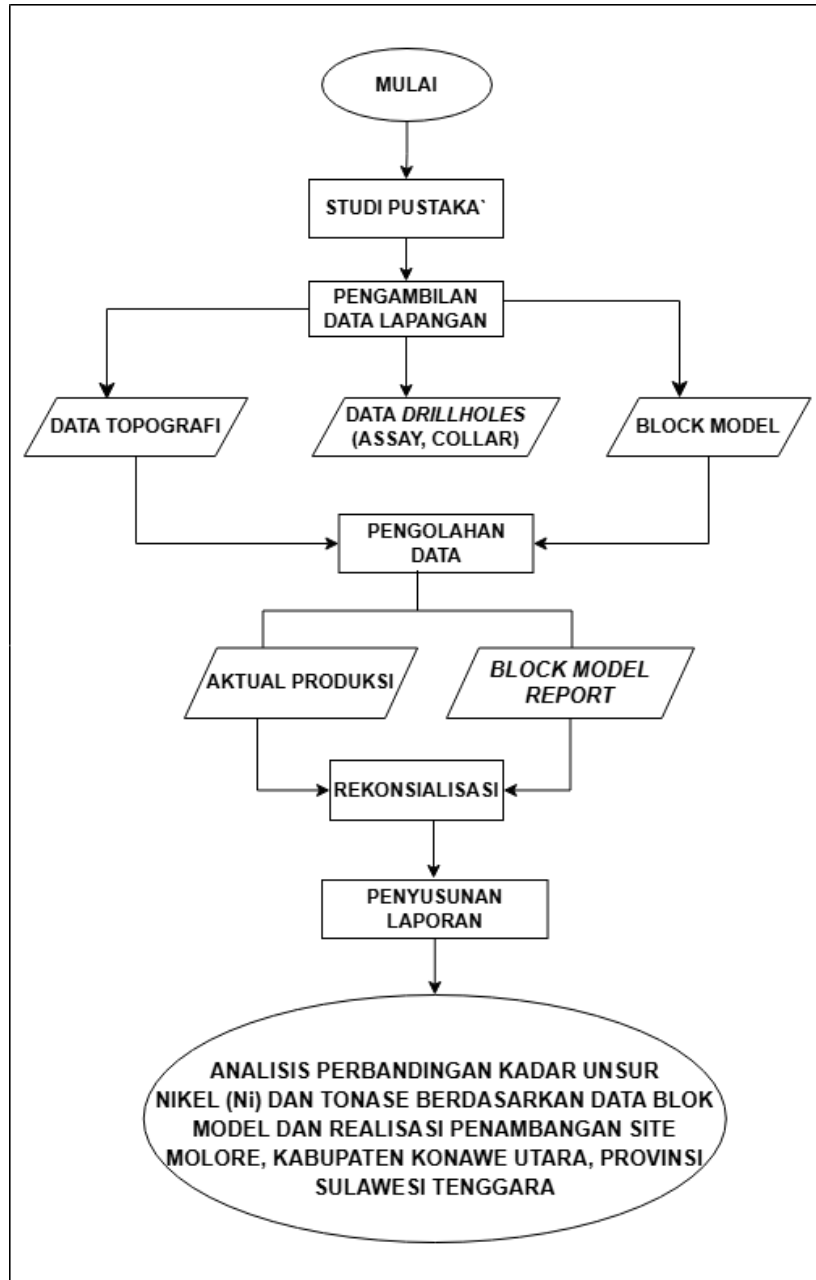 MULAI
STUDI PUSTAKA`
PENGAMBILAN
DATA LAPANGAN
DATA TOPOGRAFI
DATA DRILLHOLES
(ASSAY, COLLAR)
BLOCK MODEL
PENGOLAHAN
DATA
AKTUAL PRODUKSI
BLOCK MODEL
REPORT
REKONSIALISASI
PENYUSUNAN
LAPORAN
ANALISIS PERBANDINGAN KADAR UNSUR
NIKEL (Ni) DAN TONASE BERDASARKAN DATA BLOK
MODEL DAN REALISASI PENAMBANGAN SITE
MOLORE, KABUPATEN KONAWE UTARA, PROVINSI
SULAWESI TENGGARA